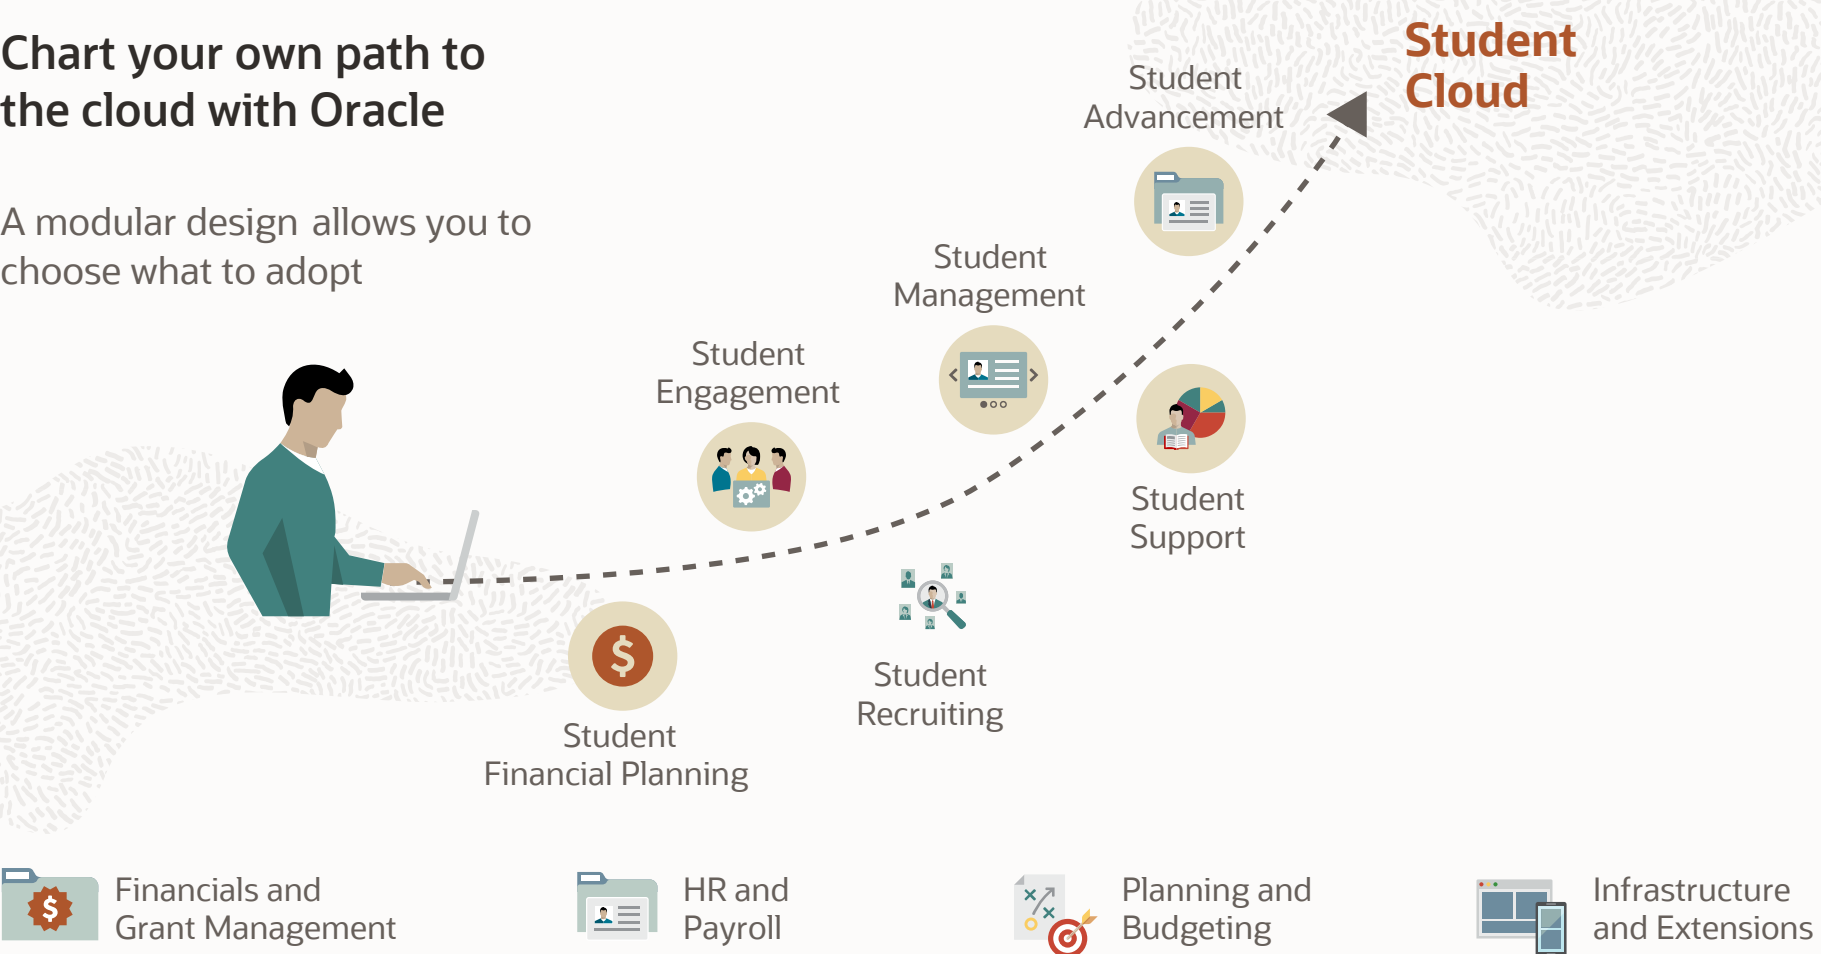 Chart your own path to
the cloud with Oracle
A modular design allows you to
choose what to adopt
Student
Cloud
Student
Advancement
Student
Management
Student
Engagement
Student
Support
Student
Recruiting
Student
Financial Planning
Financials and
Grant Management
HR and
Payroll
Planning and
Budgeting
Infrastructure
and Extensions